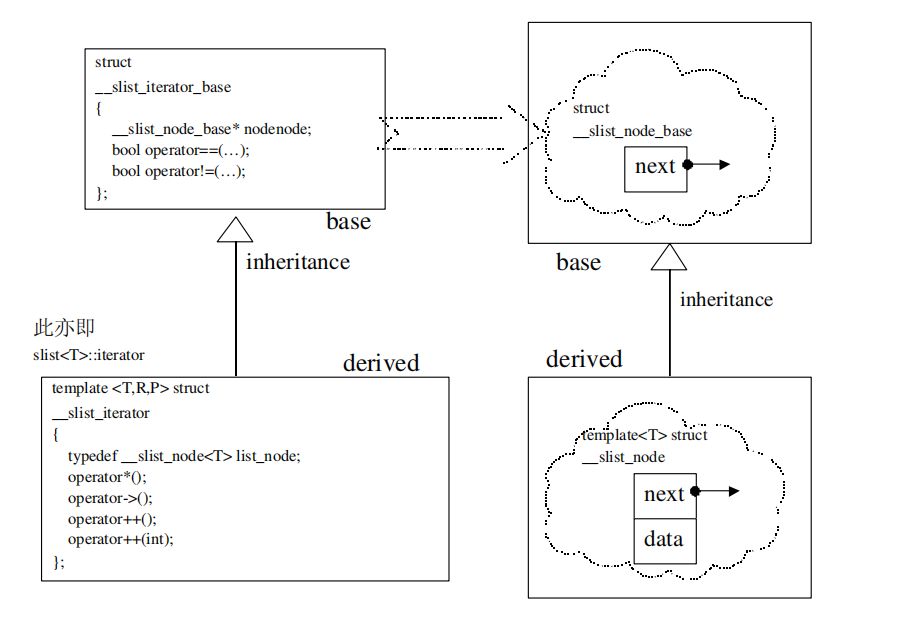 struct
__slist_iterator_base
{
__slist_node_base* nodenode;
bool operator==(…);
bool operator!=(…);
};
base
inheritance
此亦即
slist<T>::iterator
derived
template <T,R,P> struct
__slist_iterator
{
typedef __slist_node<T> list_node;
operator*();
operator->();
operator++();
operator++(int);
};
struct
__slist_node_base
next
base
inheritance
derived
template<T> struct
__slist_node
next
data